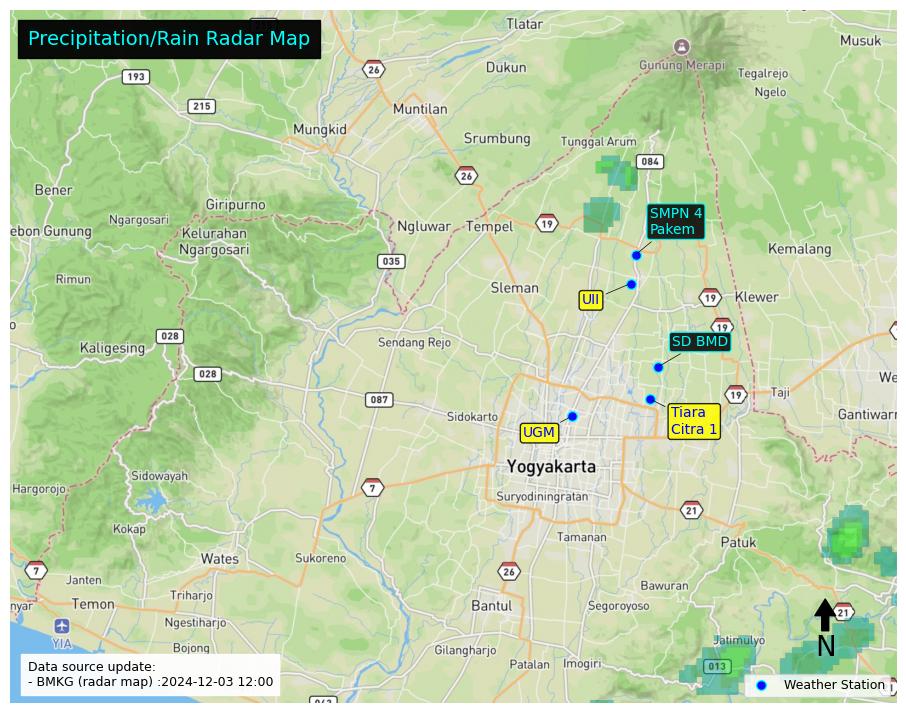 Precipitation/Rain Radar Map
Tlatar
Musuk
26
Dukun
Gunung Merapi
Tegalrejo
193
Ngelo
215
Muntilan
Mungkid
Srumbung
Tunggal Arum
084
26
Bener
Giripurno
SMPN 4
Pakem
Ngargosari
Ngluwar
Tempel
19
ebon Gunung
Kelurahan
Ngargosari
Kemalang
035
Rimun
Sleman
UII
19
Klewer
19
028
Kaligesing
Sendang Rejo
SD BMD
028
We
087
19
Taji
Sidokarto
Tiara
Citra 1
Gantiwarn
UGM
Yogyakarta
Sidowayah
Hargorojo
7
Suryodiningratan
21
Kokap
Tamanan
Patuk
Wates
Sukoreno
7
Janten
26
Bawuran
nyar
Temon
Triharjo
Bantul
Segoroyoso
21
Ngestiharjo
N
YIA
Bojong
Gilangharjo
Jatimulyo
Patalan
Imogiri
013
Data source update:
- BMKG (radar map) :2024-12-03 12:00
Weather Station